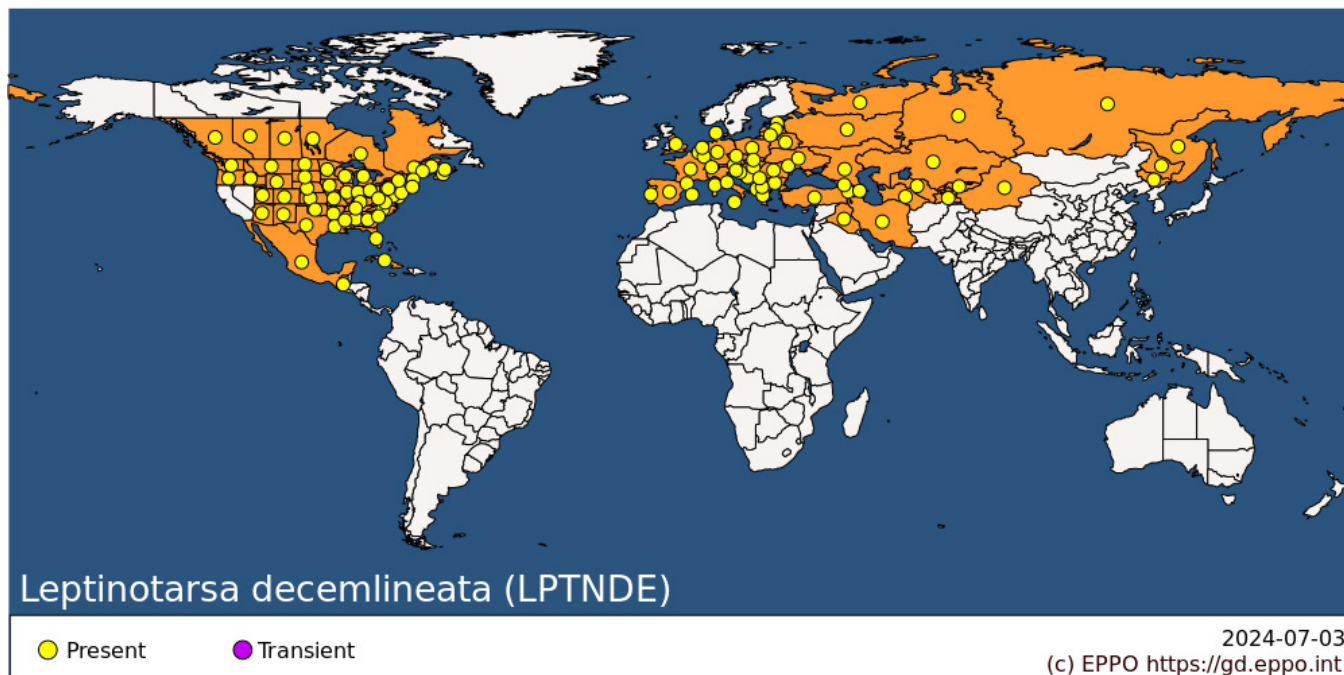 Leptinotarsa decemlineata (LPTNDE)
Present
Transient
2024-07-03
(c) EPPO https://gd.eppo.int